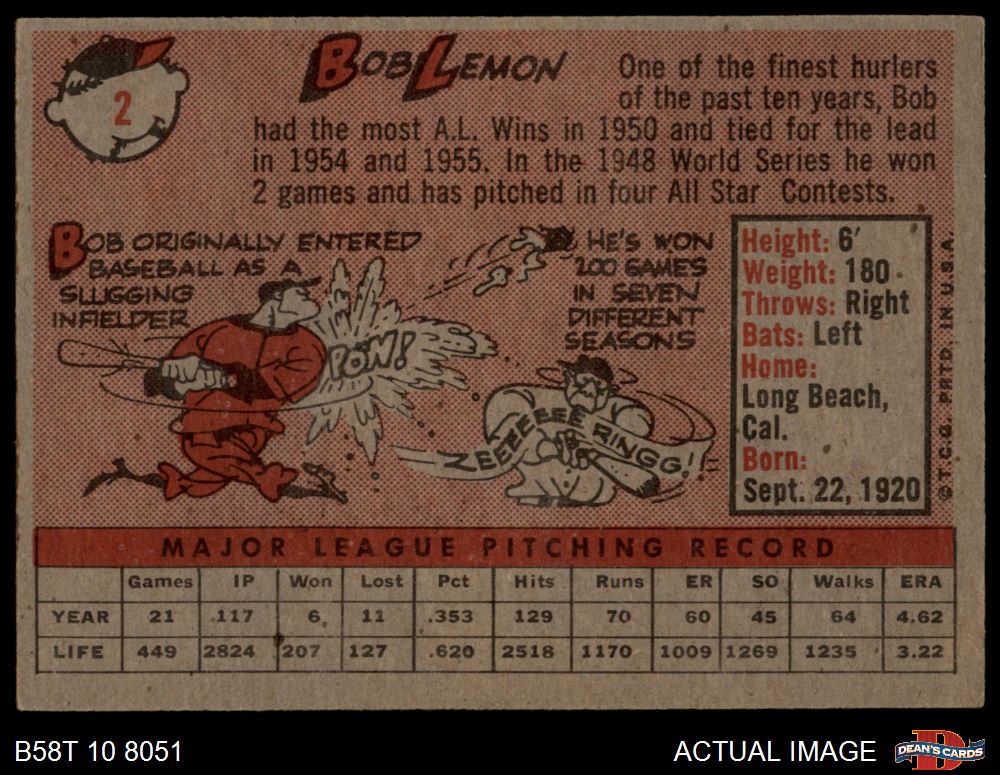 2
BOB LEMON
One of the finest hurlers
of the past ten years, Bob
had the most A.L. Wins in 1950 and tied for the lead
in 1954 and 1955. In the 1948 World Series he won
2 games and has pitched in four All Star Contests.
BOB ORIGINALLY ENTERED
BASEBALL AS A
SLUGGING
INFIELDER
POW!
HE'S WON
200 GAMES
IN SEVEN
DIFFERENT
SEASONS
ZEEEEEEE RINGG!!
Height: 6'
Weight: 180
Throws: Right
Bats: Left
Home:
Long Beach,
Cal.
Born:
Sept. 22, 1920
© T.C.G. PRTD. IN U.S.A.
MAJOR LEAGUE PITCHING RECORD
Games IP Won Lost Pct Hits Runs ER SO Walks ERA
YEAR 21 117 6 11 .353 129 70 60 45 64 4.62
LIFE 449 2824 207 127 .620 2518 1170 1009 1269 1235 3.22
B58T 10 8051
ACTUAL IMAGE
DEAN'S CARDS